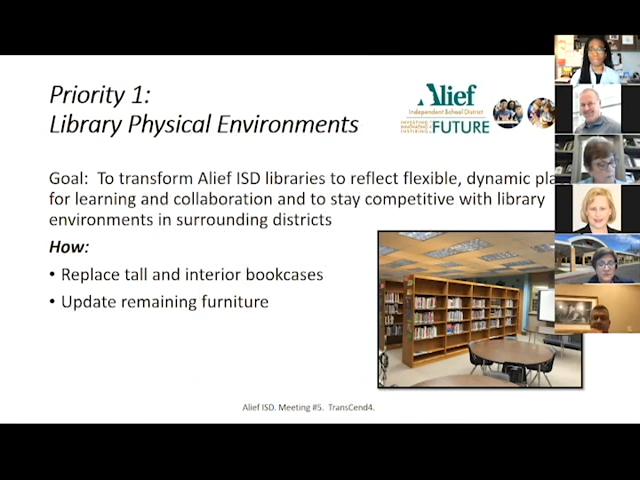 Priority 1:
Library Physical Environments
Alief
Independent School District
INVESTING
INNOVATING
INSPIRING
FUTURE
Goal: To transform Alief ISD libraries to reflect flexible, dynamic pla
for learning and collaboration and to stay competitive with library
environments in surrounding districts
How:
• Replace tall and interior bookcases
• Update remaining furniture
Alief ISD. Meeting #5. TransCend4.